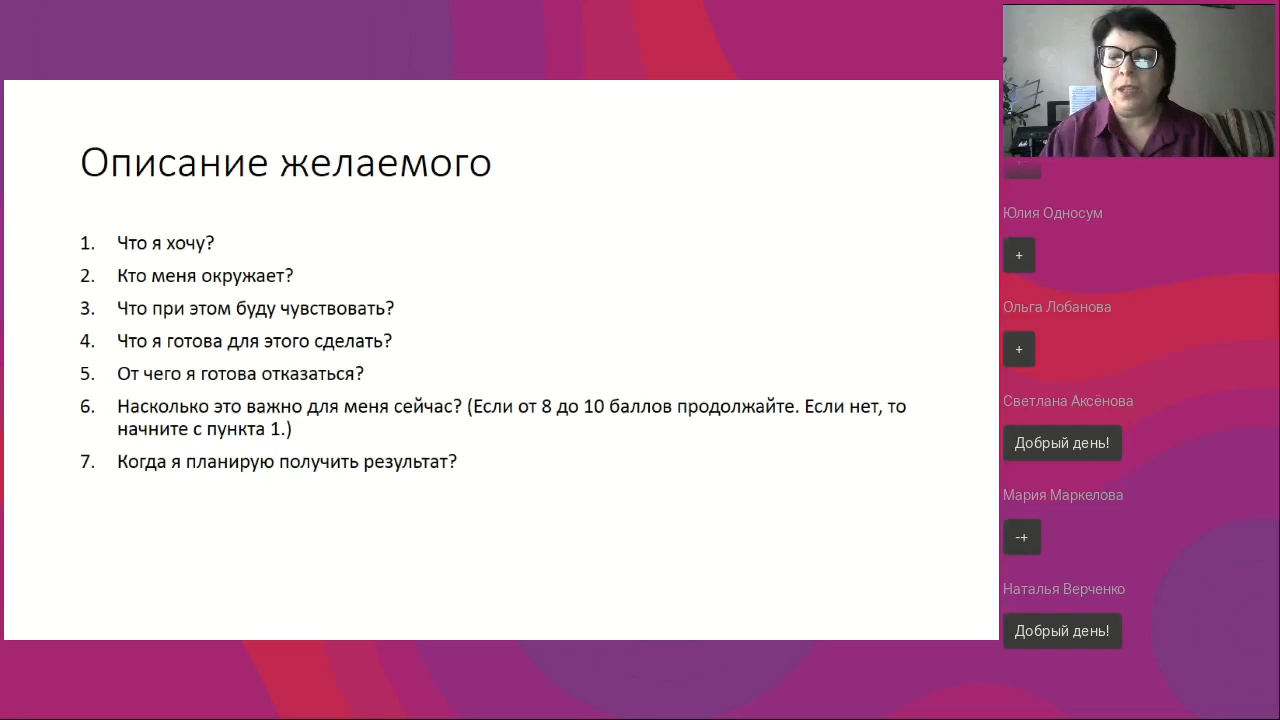 Описание желаемого
1. Что я хочу?
2. Кто меня окружает?
3. Что при этом буду чувствовать?
4. Что я готова для этого сделать?
5. От чего я готова отказаться?
6. Насколько это важно для меня сейчас? (Если от 8 до 10 баллов продолжайте. Если нет, то
начните с пункта 1.)
7. Когда я планирую получить результат?
Юлия Односум
+
Ольга Лобанова
+
Светлана Аксёнова
Добрый день!
Мария Маркелова
-+
Наталья Верченко
Добрый день!